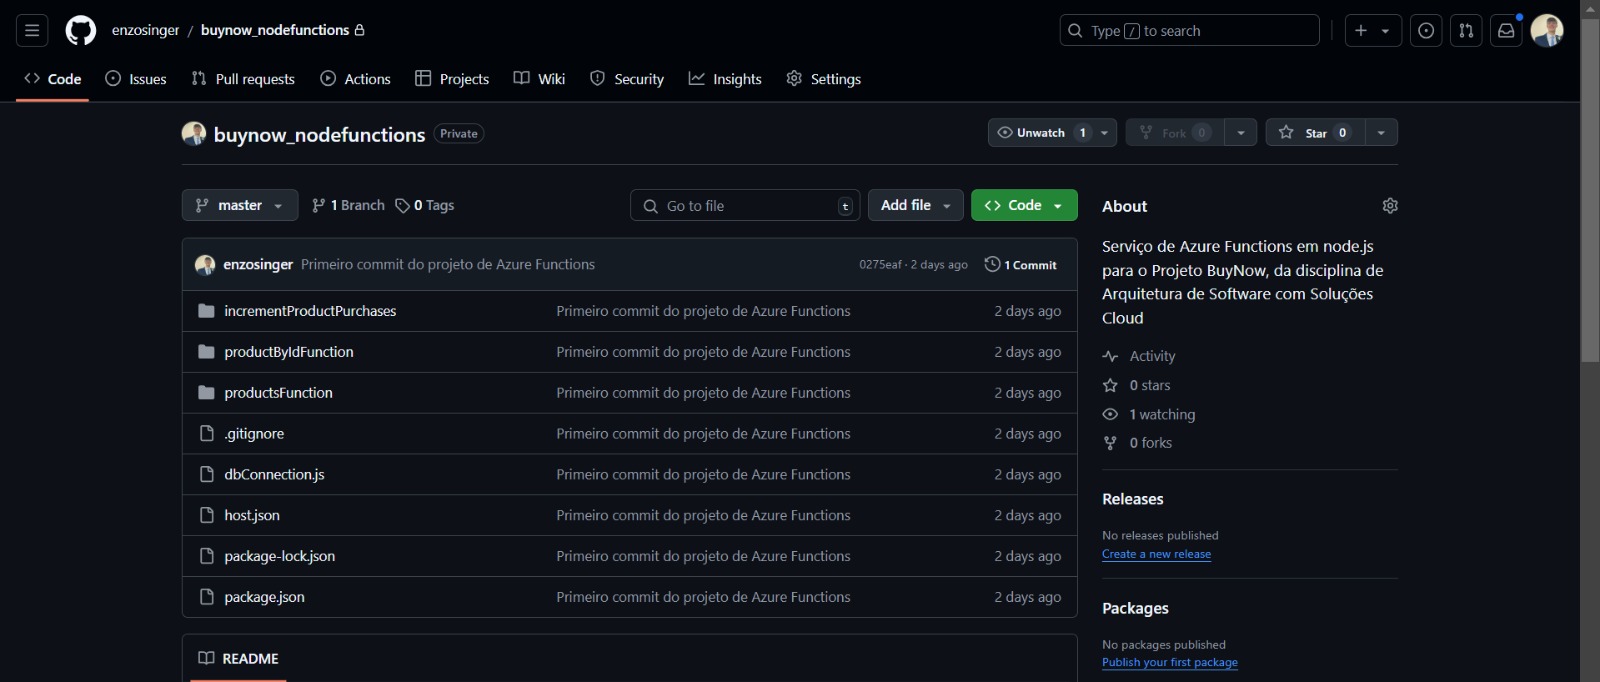 enzosinger / buynow_nodefunctions
Type / to search
Code Issues Pull requests Actions Projects Wiki Security Insights Settings
buynow_nodefunctions Private
Unwatch 1 Fork 0 Star 0
master 1 Branch 0 Tags
Go to file t Add file Code
enzosinger Primeiro commit do projeto de Azure Functions 0275eaf · 2 days ago 1 Commit
incrementProductPurchases Primeiro commit do projeto de Azure Functions 2 days ago
productByIdFunction Primeiro commit do projeto de Azure Functions 2 days ago
productsFunction Primeiro commit do projeto de Azure Functions 2 days ago
.gitignore Primeiro commit do projeto de Azure Functions 2 days ago
dbConnection.js Primeiro commit do projeto de Azure Functions 2 days ago
host.json Primeiro commit do projeto de Azure Functions 2 days ago
package-lock.json Primeiro commit do projeto de Azure Functions 2 days ago
package.json Primeiro commit do projeto de Azure Functions 2 days ago
README
About
Serviço de Azure Functions em node.js
para o Projeto BuyNow, da disciplina de
Arquitetura de Software com Soluções
Cloud
Activity
0 stars
1 watching
0 forks
Releases
No releases published
Create a new release
Packages
No packages published
Publish your first package